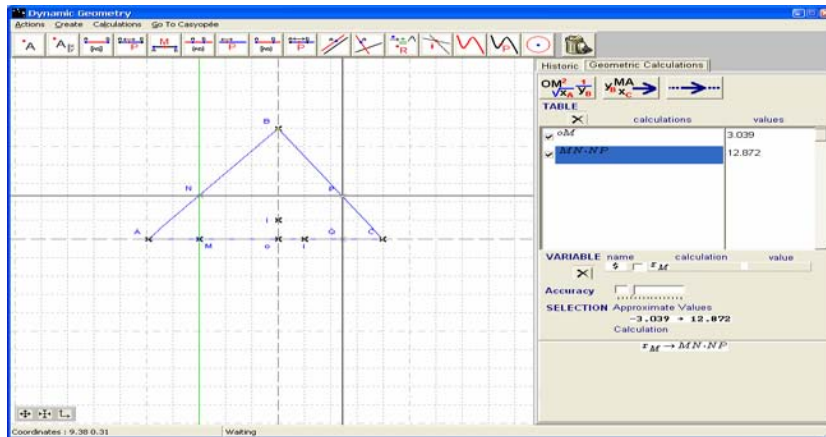 Dynamic Geometry
Actions Create Calculations Go To Casyopée
Historic Geometric Calculations
TABLE
calculations values
oM 3.039
MN·NP 12.872
B
N P
I
A M o I Q C
VARIABLE name calculation value
x_M
Accuracy
SELECTION Approximate Values
-3.039 → 12.872
Calculation
x_M → MN·NP
Coordinates : 9.38 0.31 Waiting